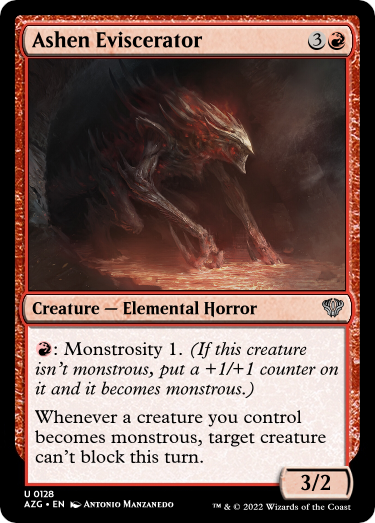 Ashen Eviscerator 3
Creature — Elemental Horror
: Monstrosity 1. (If this creature
isn't monstrous, put a +1/+1 counter on
it and it becomes monstrous.)
Whenever a creature you control
becomes monstrous, target creature
can't block this turn.
3/2
U 0128
AZG • EN Antonio Manzanedo
™ & © 2022 Wizards of the Coast